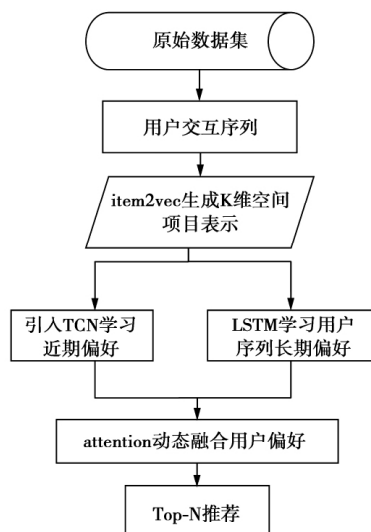 原始数据集
用户交互序列
item2vec生成K维空间
项目表示
引入TCN学习
近期偏好
LSTM学习用户
序列长期偏好
attention动态融合用户偏好
Top-N推荐